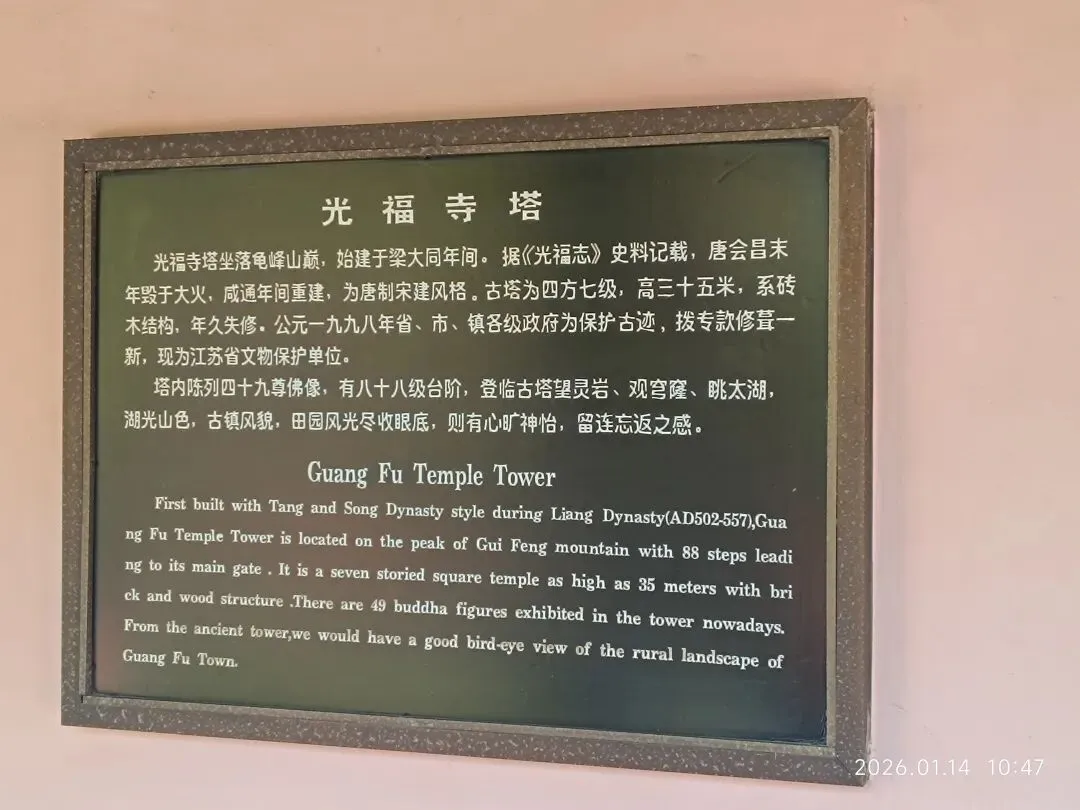 光福寺塔
光福寺塔坐落龟峰山巅，始建于梁大同年间。据《光福志》史料记载，唐会昌末
年毁于大火，咸通年间重建，为唐制宋建风格。古塔为四方七级，高三十五米，系砖
木结构，年久失修。公元一九九八年省、市、镇各级政府为保护古迹，拨专款修葺一
新，现为江苏省文物保护单位。
塔内陈列四十九尊佛像，有八十八级台阶，登临古塔望灵岩、观穹窿、眺太湖，
湖光山色，古镇风貌，田园风光尽收眼底，则有心旷神怡，留连忘返之感。
Guang Fu Temple Tower
First built with Tang and Song Dynasty style during Liang Dynasty(AD502-557),Gua
ng Fu Temple Tower is located on the peak of Gui Feng mountain with 88 steps leadi
ng to its main gate . It is a seven storied square temple as high as 35 meters with bri
ck and wood structure .There are 49 buddha figures exhibited in the tower nowadays.
From the ancient tower,we would have a good bird-eye view of the rural landscape of
Guang Fu Town.
2026.01.14 10:47